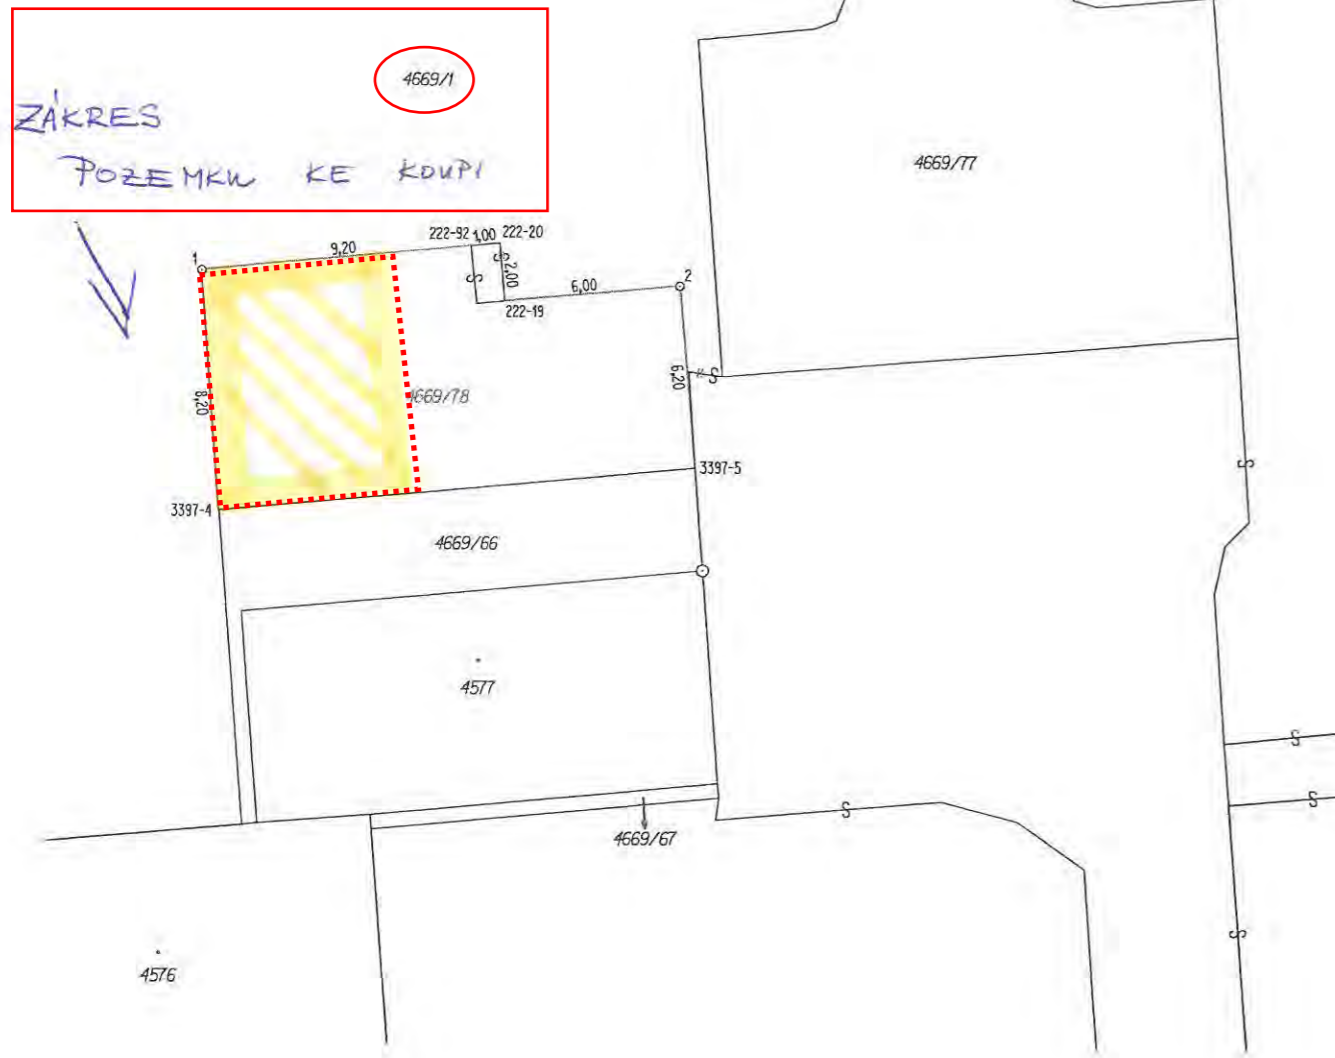 4669/1
ZÁKRES
POZEMKU KE KOUPI
4669/77
222-92 1,00 222-20
1 9,20
S S 2,00
6,00 2
222-19
6,20 S
8,20
4669/78
3397-5
S
3397-4
4669/66
4577
S
S
S
4669/67
S
4576